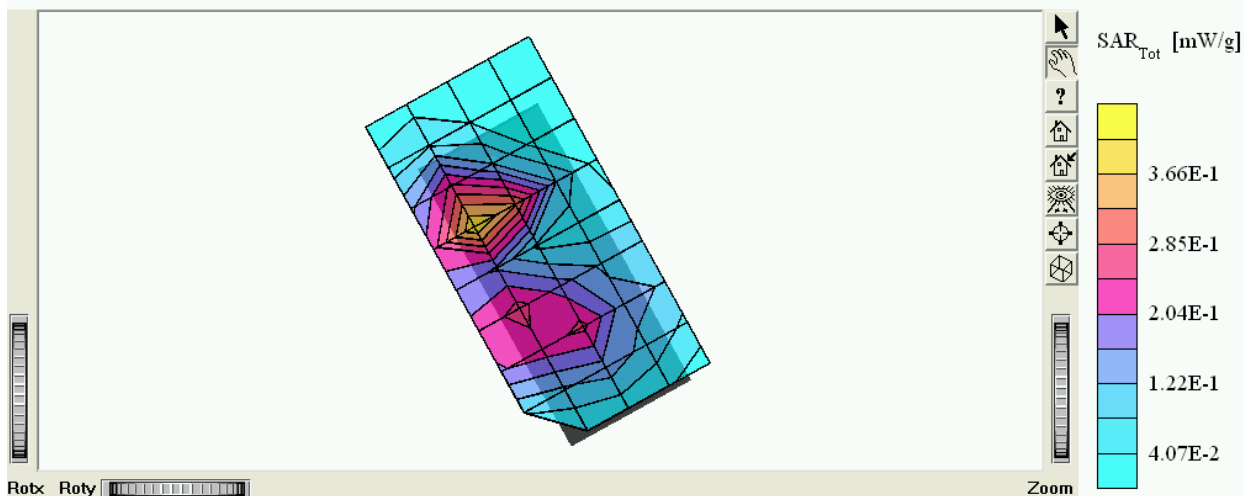 SAR_Tot [mW/g]
?
3.66E-1
2.85E-1
2.04E-1
1.22E-1
4.07E-2
Rotx Roty Zoom